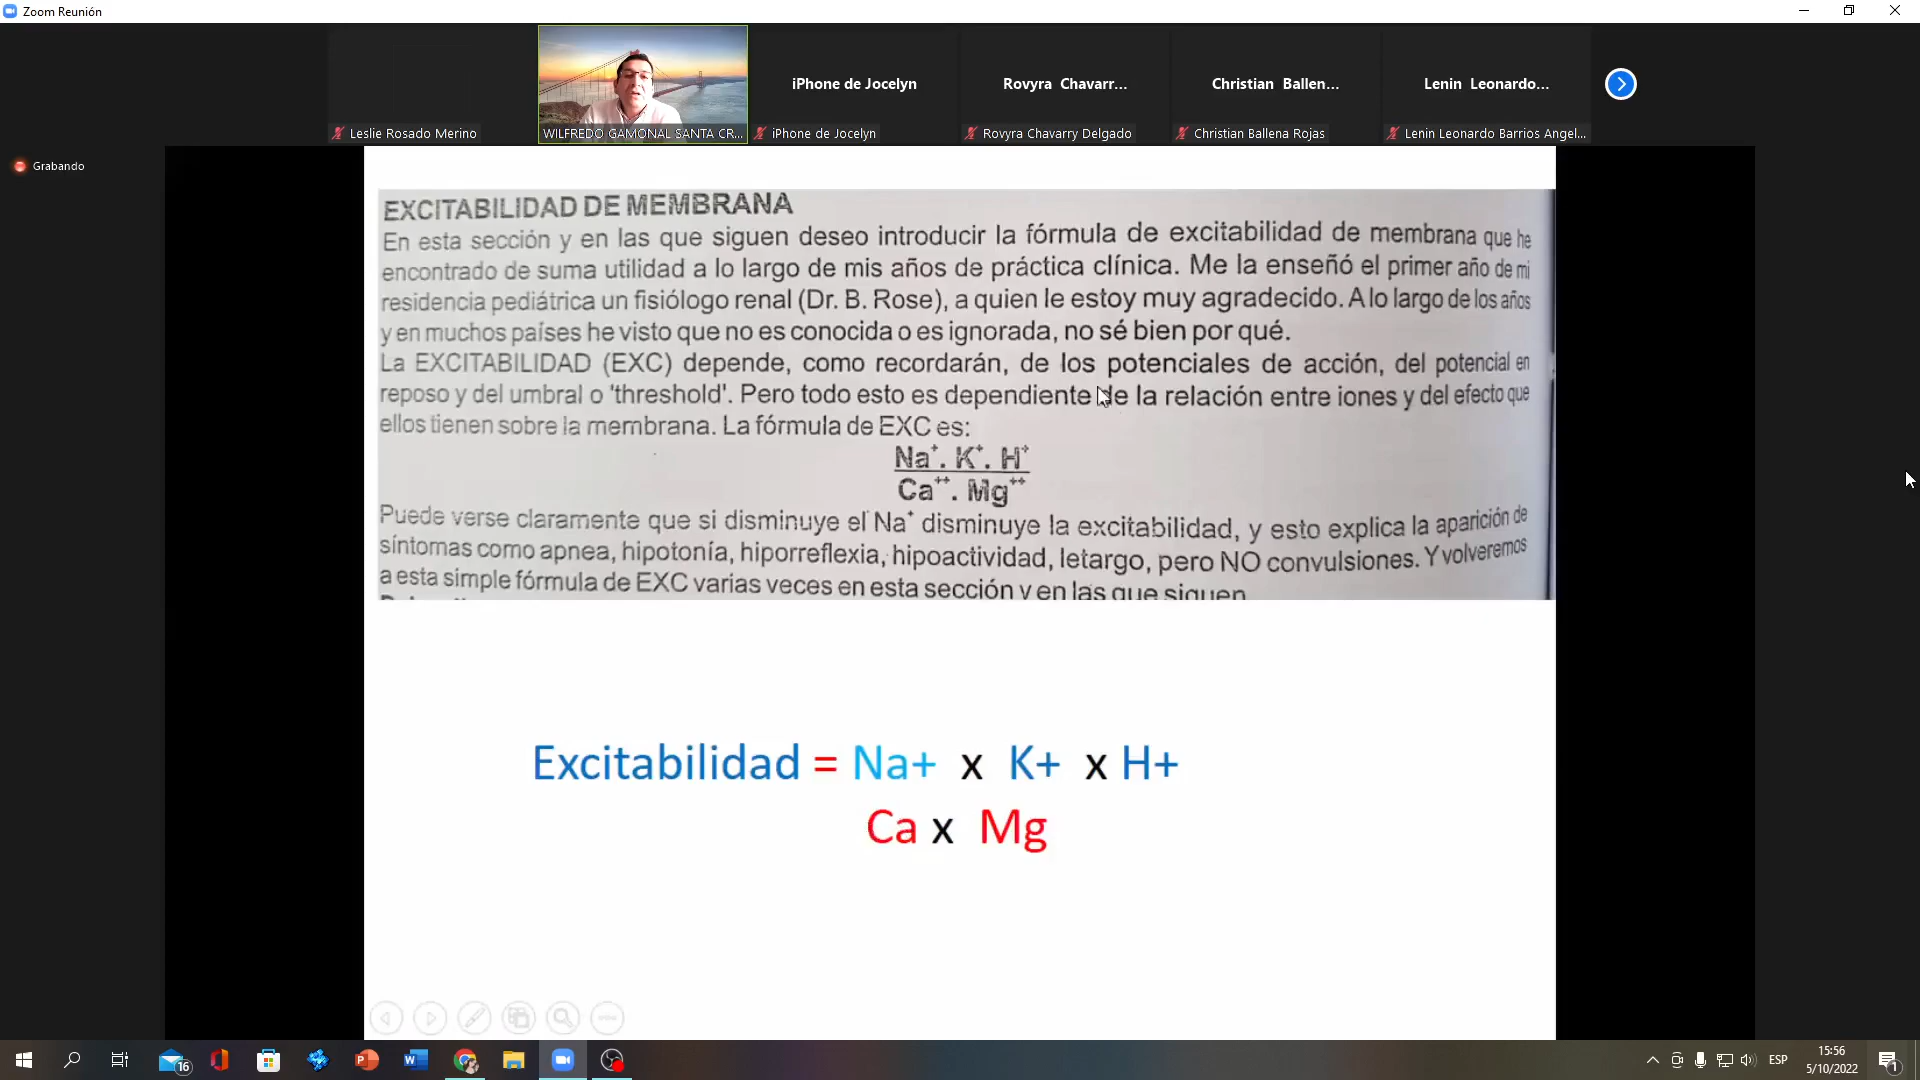 Zoom Reunión
iPhone de Jocelyn
Rovyra Chavarr...
Christian Ballen...
Lenin Leonardo...
Leslie Rosado Merino
WILFREDO GAMONAL SANTA CR...
iPhone de Jocelyn
Rovyra Chavarry Delgado
Christian Ballena Rojas
Lenin Leonardo Barrios Angel...
Grabando
EXCITABILIDAD DE MEMBRANA
En esta sección y en las que siguen deseo introducir la fórmula de excitabilidad de membrana que he
encontrado de suma utilidad a lo largo de mis años de práctica clínica. Me la enseñó el primer año de mi
residencia pediátrica un fisiólogo renal (Dr. B. Rose), a quien le estoy muy agradecido. A lo largo de los años
y en muchos países he visto que no es conocida o es ignorada, no sé bien por qué.
La EXCITABILIDAD (EXC) depende, como recordarán, de los potenciales de acción, del potencial en
reposo y del umbral o 'threshold'. Pero todo esto es dependiente de la relación entre iones y del efecto que
ellos tienen sobre la membrana. La fórmula de EXC es:
Na⁺. K⁺. H⁺
Ca⁺⁺. Mg⁺⁺
Puede verse claramente que si disminuye el Na⁺ disminuye la excitabilidad, y esto explica la aparición de
síntomas como apnea, hipotonía, hiporreflexia, hipoactividad, letargo, pero NO convulsiones. Y volveremos
a esta simple fórmula de EXC varias veces en esta sección y en las que siguen
Excitabilidad = Na+ x K+ x H+
Ca x Mg
16
ESP
15:56
5/10/2022
1